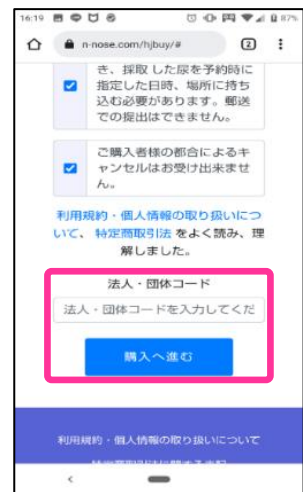 16:19
87%
n-nose.com/hjbuy/#
2
き、採取 した尿を予約時に
指定した日時、場所に持ち
込む必要があります。郵送
での提出はできません。
ご購入者様の都合によるキ
ャンセルはお受け出来ませ
ん。
利用規約・個人情報の取り扱いにつ
いて、 特定商取引法 をよく読み、理
解しました。
法人・団体コード
法人・団体コードを入力してくだ
購入へ進む
利用規約・個人情報の取り扱いについて